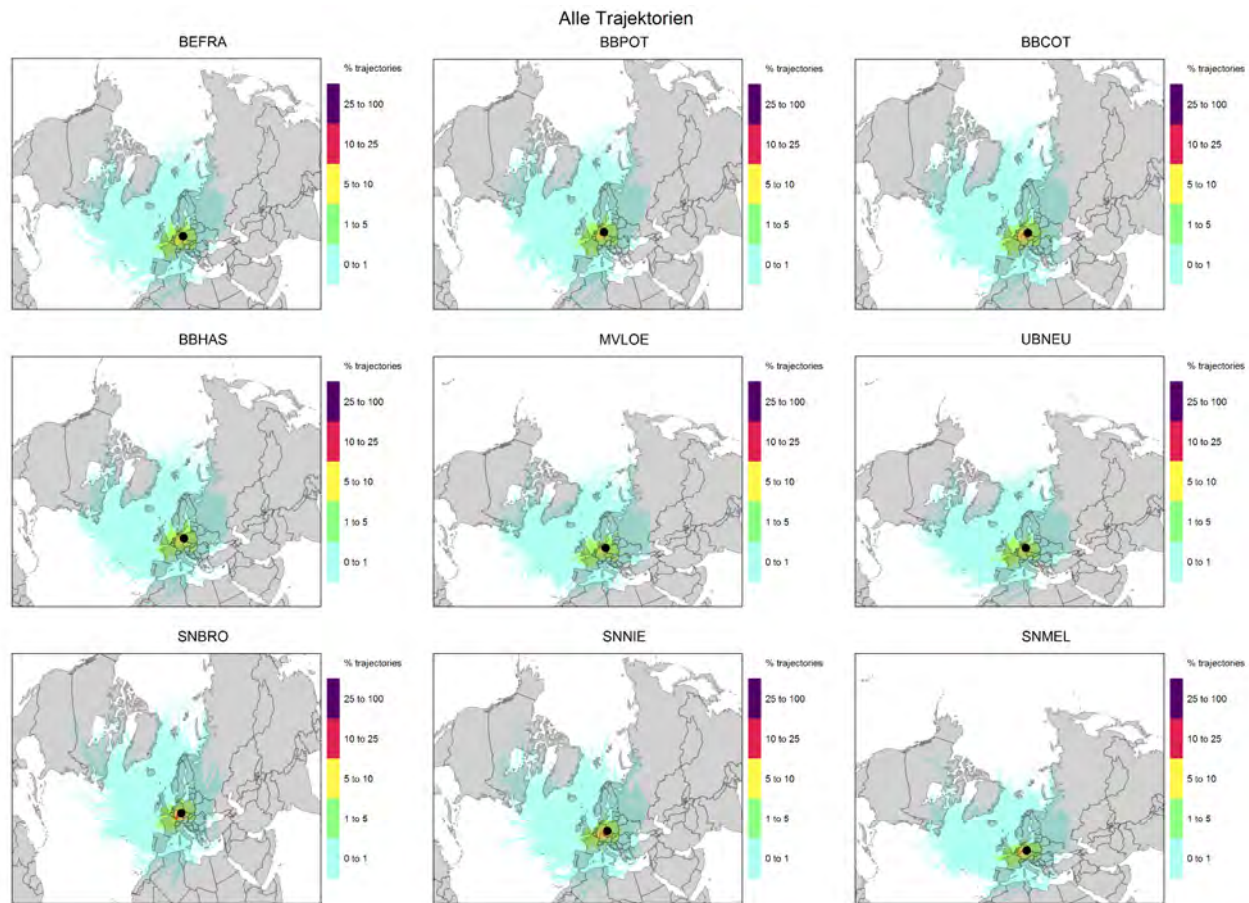 Alle Trajektorien
BEFRA
BBPOT
BBCOT
% trajectories
25 to 100
10 to 25
5 to 10
1 to 5
0 to 1
% trajectories
25 to 100
10 to 25
5 to 10
1 to 5
0 to 1
% trajectories
25 to 100
10 to 25
5 to 10
1 to 5
0 to 1
BBHAS
MVLOE
UBNEU
% trajectories
25 to 100
10 to 25
5 to 10
1 to 5
0 to 1
% trajectories
25 to 100
10 to 25
5 to 10
1 to 5
0 to 1
% trajectories
25 to 100
10 to 25
5 to 10
1 to 5
0 to 1
SNBRO
SNNIE
SNMEL
% trajectories
25 to 100
10 to 25
5 to 10
1 to 5
0 to 1
% trajectories
25 to 100
10 to 25
5 to 10
1 to 5
0 to 1
% trajectories
25 to 100
10 to 25
5 to 10
1 to 5
0 to 1